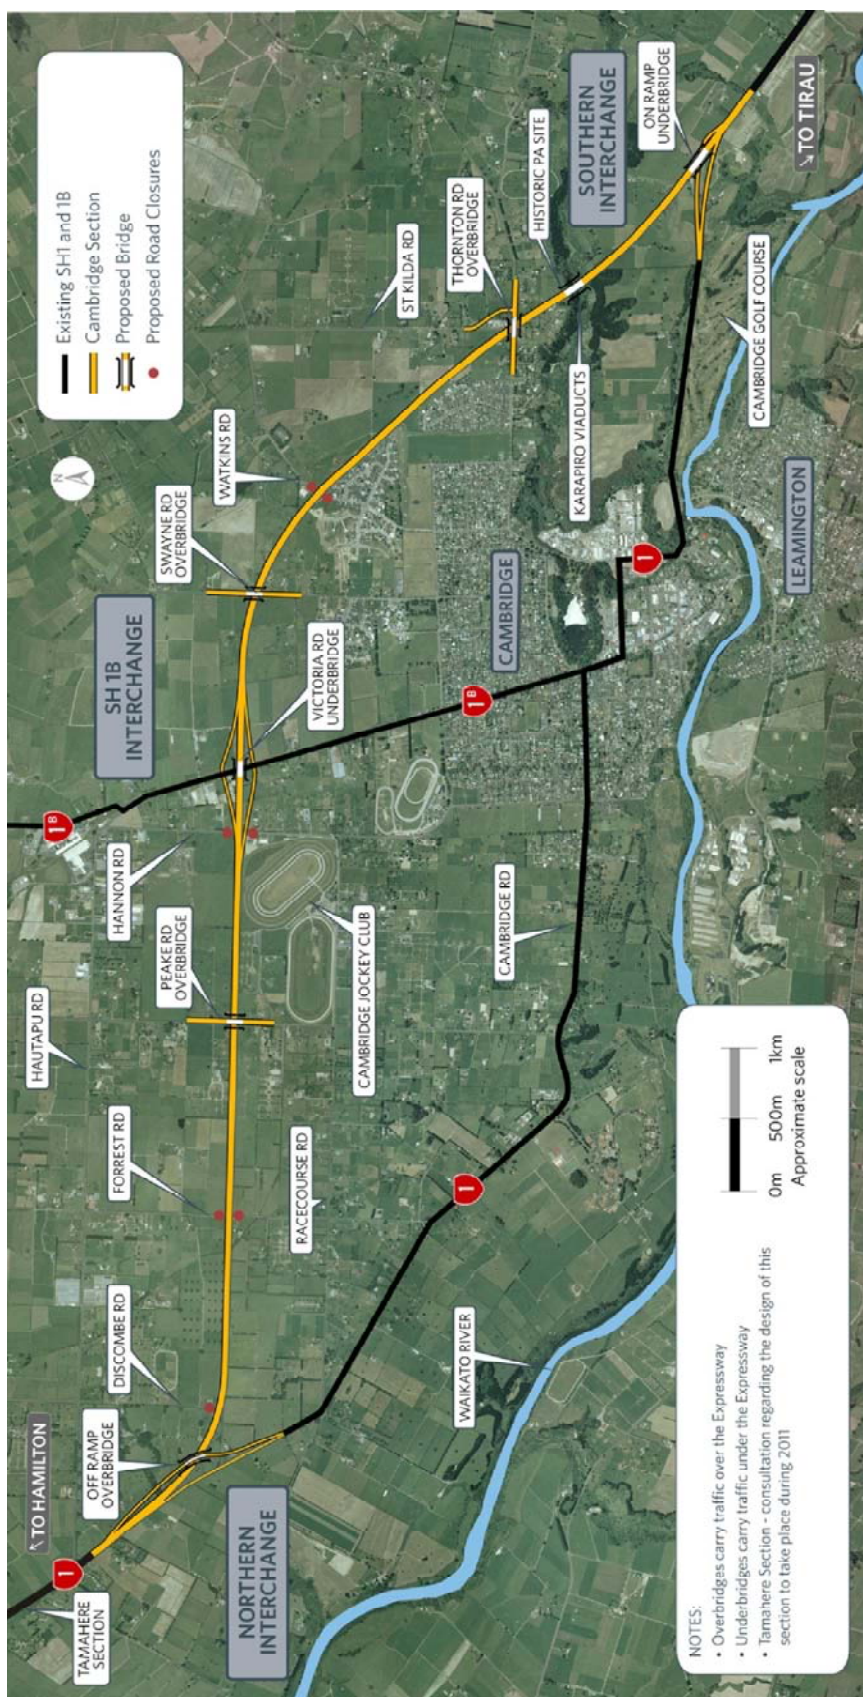 TO HAMILTON
1
TAMAHERE
SECTION
OFF RAMP
OVERBRIDGE
NORTHERN
INTERCHANGE
DISCOMBE RD
FORREST RD
HAUTAPU RD
RACECOURSE RD
PEAKE RD
OVERBRIDGE
HANNON RD
CAMBRIDGE JOCKEY CLUB
1B
SH 1B
INTERCHANGE
VICTORIA RD
UNDERBRIDGE
SWAYNE RD
OVERBRIDGE
WATKINS RD
N
Existing SH1 and 1B
Cambridge Section
Proposed Bridge
Proposed Road Closures
ST KILDA RD
THORNTON RD
OVERBRIDGE
HISTORIC PA SITE
SOUTHERN
INTERCHANGE
ON RAMP
UNDERBRIDGE
TO TIRAU
1
WAIKATO RIVER
CAMBRIDGE RD
1B
CAMBRIDGE
1
KARAPIRO VIADUCTS
CAMBRIDGE GOLF COURSE
LEAMINGTON
NOTES:
• Overbridges carry traffic over the Expressway
• Underbridges carry traffic under the Expressway
• Tamahere Section - consultation regarding the design of this
section to take place during 2011
0m 500m 1km
Approximate scale